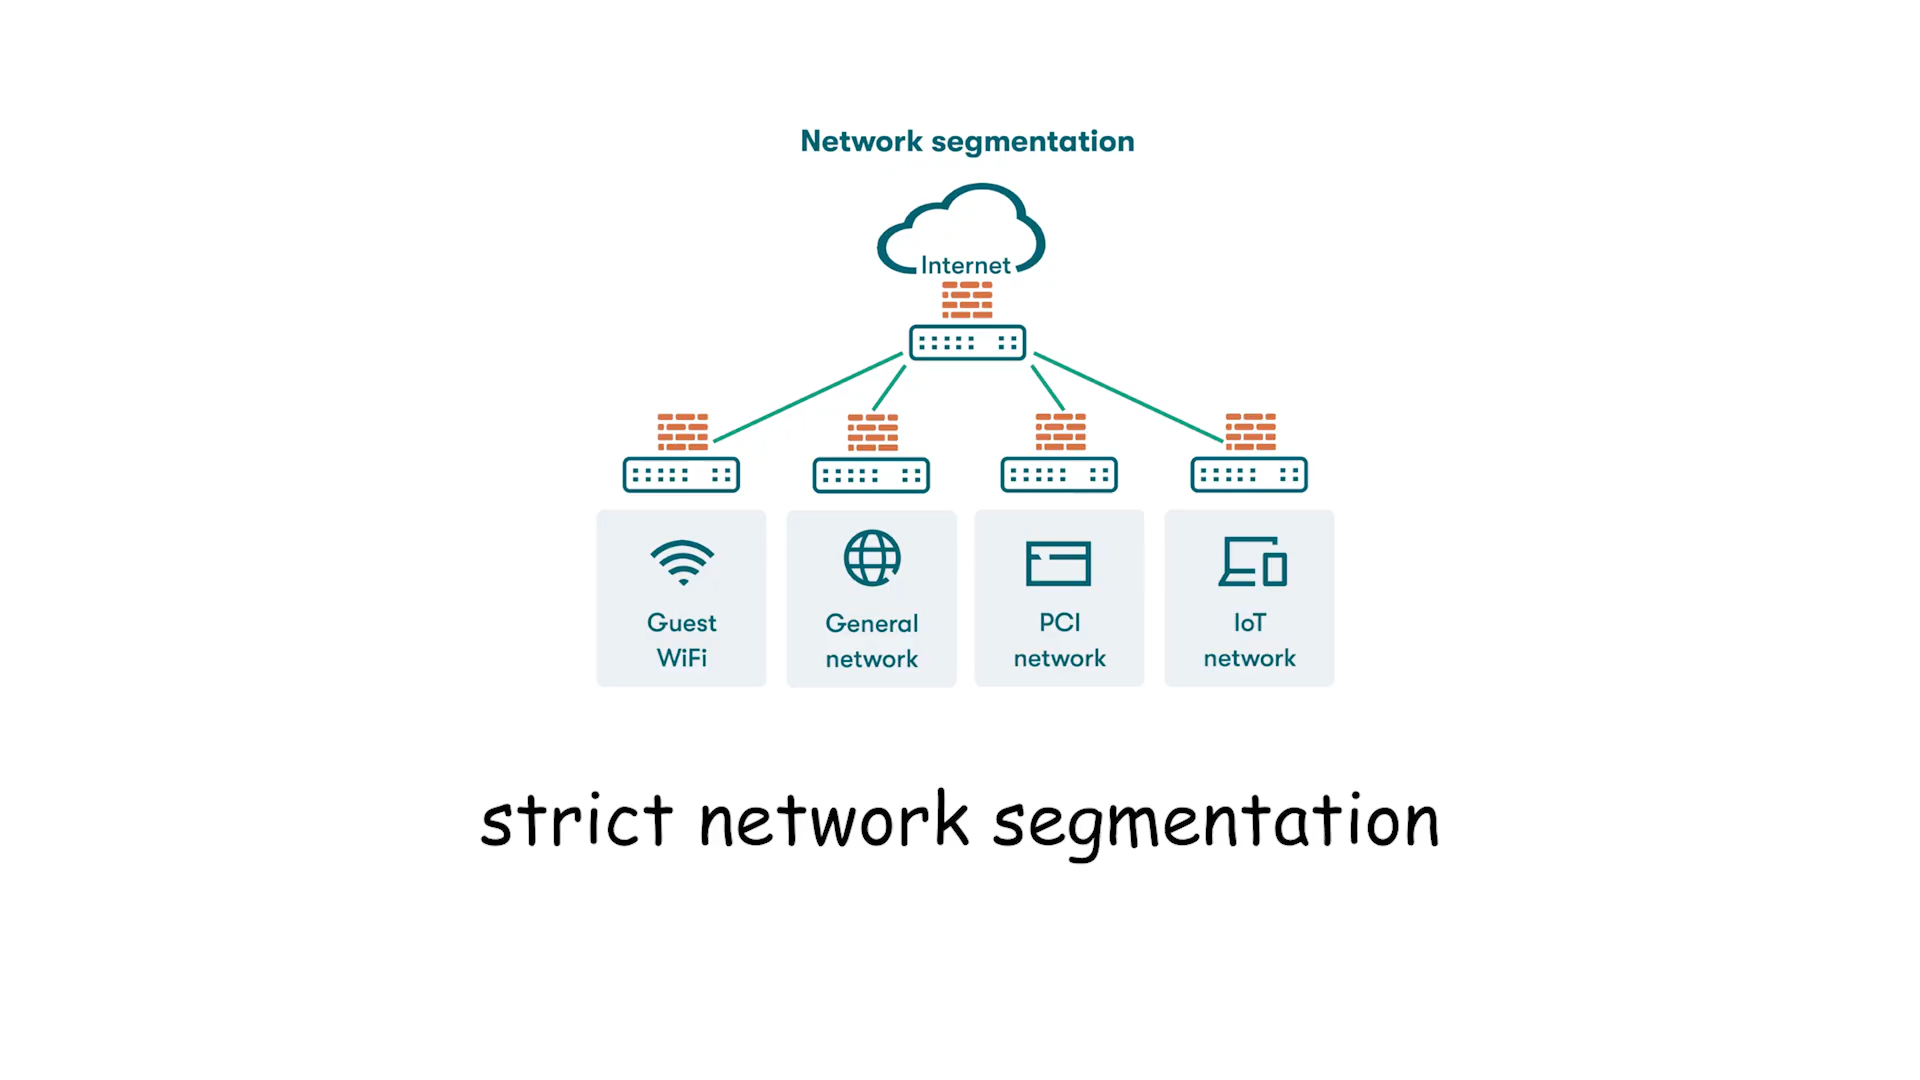 Network segmentation
Internet
Guest
WiFi
General
network
PCI
network
IoT
network
strict network segmentation